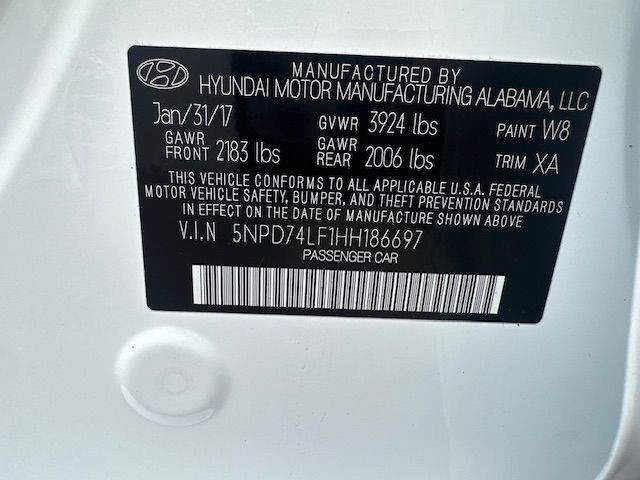 MANUFACTURED BY
HYUNDAI MOTOR MANUFACTURING ALABAMA, LLC
Jan/31/17 GVWR 3924 lbs PAINT W8
GAWR FRONT 2183 lbs GAWR REAR 2006 lbs TRIM XA
THIS VEHICLE CONFORMS TO ALL APPLICABLE U.S.A. FEDERAL
MOTOR VEHICLE SAFETY, BUMPER, AND THEFT PREVENTION STANDARDS
IN EFFECT ON THE DATE OF MANUFACTURE SHOWN ABOVE
V.I.N 5NPD74LF1HH186697
PASSENGER CAR